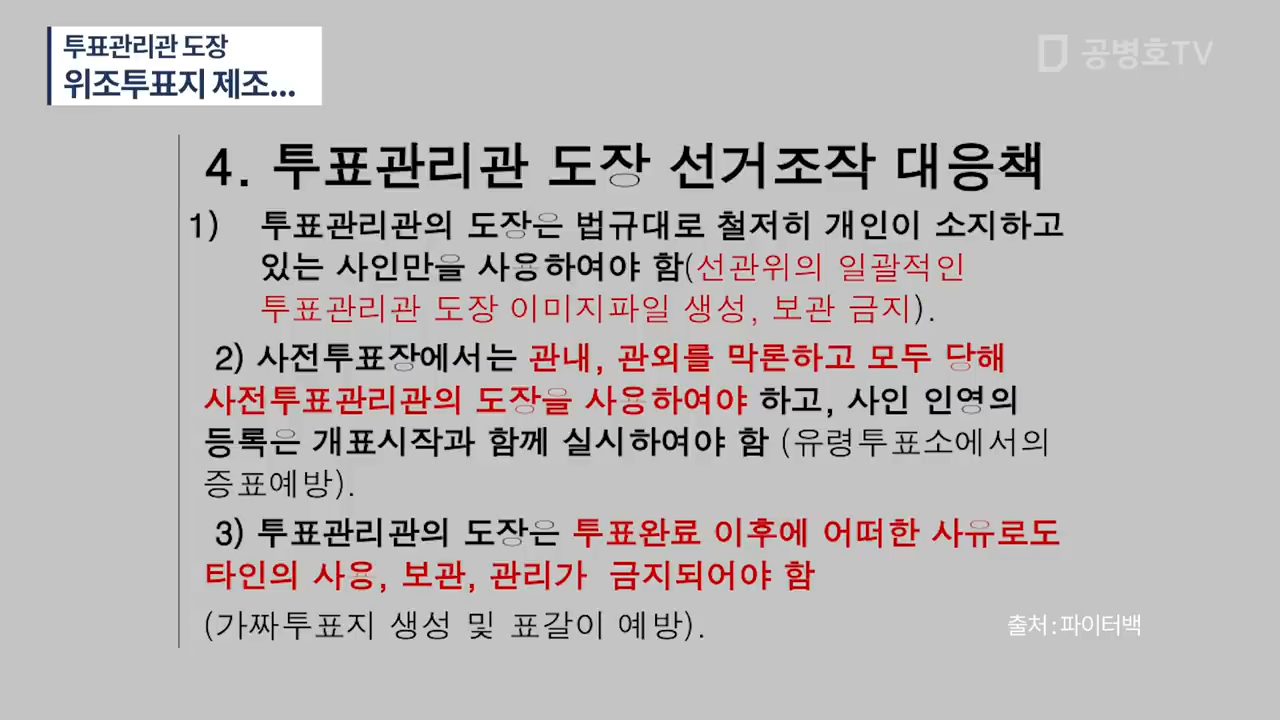 투표관리관 도장
위조투표지 제조...
공병호TV
4. 투표관리관 도장 선거조작 대응책
1) 투표관리관의 도장은 법규대로 철저히 개인이 소지하고
있는 사인만을 사용하여야 함(선관위의 일괄적인
투표관리관 도장 이미지파일 생성, 보관 금지).
2) 사전투표장에서는 관내, 관외를 막론하고 모두 당해
사전투표관리관의 도장을 사용하여야 하고, 사인 인영의
등록은 개표시작과 함께 실시하여야 함 (유령투표소에서의
증표예방).
3) 투표관리관의 도장은 투표완료 이후에 어떠한 사유로도
타인의 사용, 보관, 관리가 금지되어야 함
(가짜투표지 생성 및 표갈이 예방).
출처 : 파이터백